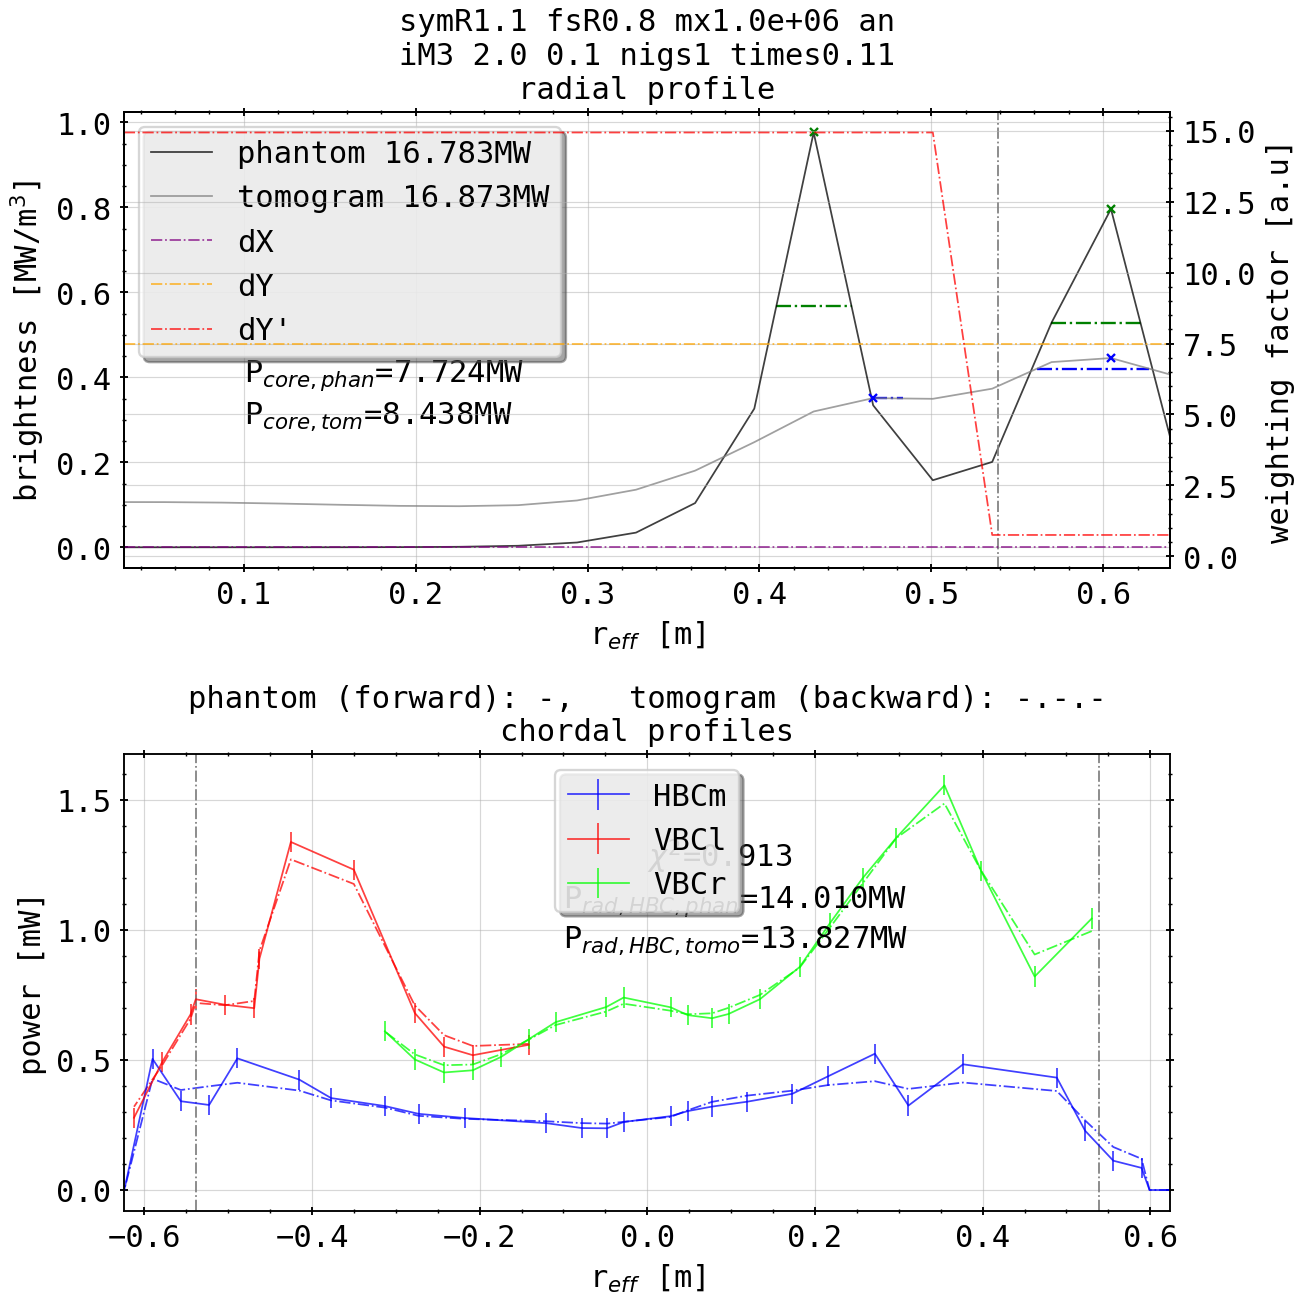 symR1.1 fsR0.8 mx1.0e+06 an
iM3 2.0 0.1 nigs1 times0.11
radial profile
brightness [MW/m³]
1.0
0.8
0.6
0.4
0.2
0.0
phantom 16.783MW
tomogram 16.873MW
dX
dY
dY'
P_core,phan=7.724MW
P_core,tom=8.438MW
15.0
12.5
10.0
7.5
5.0
2.5
0.0
weighting factor [a.u]
0.1 0.2 0.3 0.4 0.5 0.6
r_eff [m]
phantom (forward): -,   tomogram (backward): -.-.-
chordal profiles
power [mW]
1.5
1.0
0.5
0.0
HBCm
VBCl
VBCr
χ²=0.913
P_rad,HBC,phan=14.010MW
P_rad,HBC,tomo=13.827MW
−0.6 −0.4 −0.2 0.0 0.2 0.4 0.6
r_eff [m]